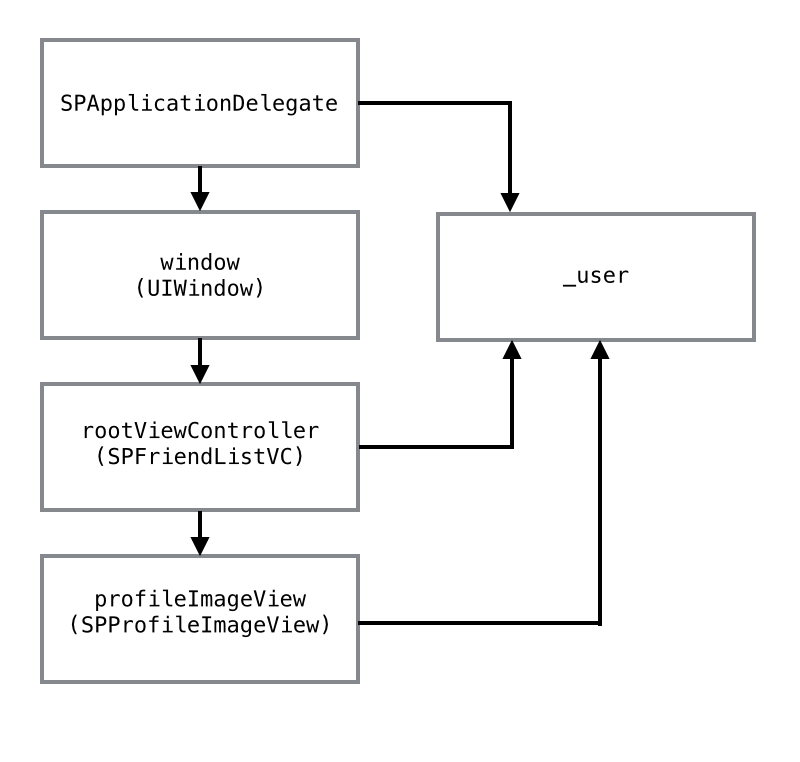 SPApplicationDelegate
window
(UIWindow)
_user
rootViewController
(SPFriendListVC)
profileImageView
(SPProfileImageView)